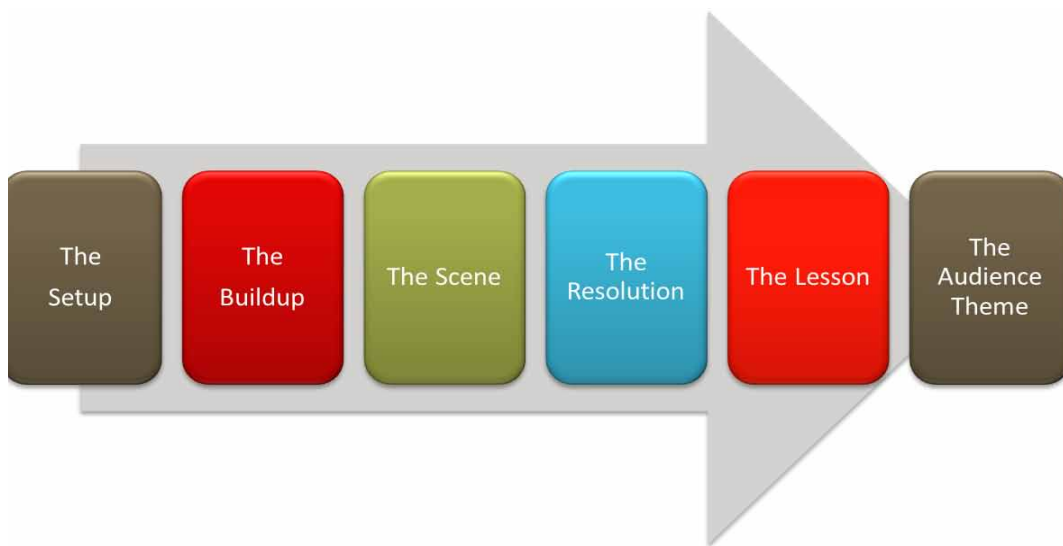 The
Setup
The
Buildup
The Scene
The
Resolution
The Lesson
The
Audience
Theme